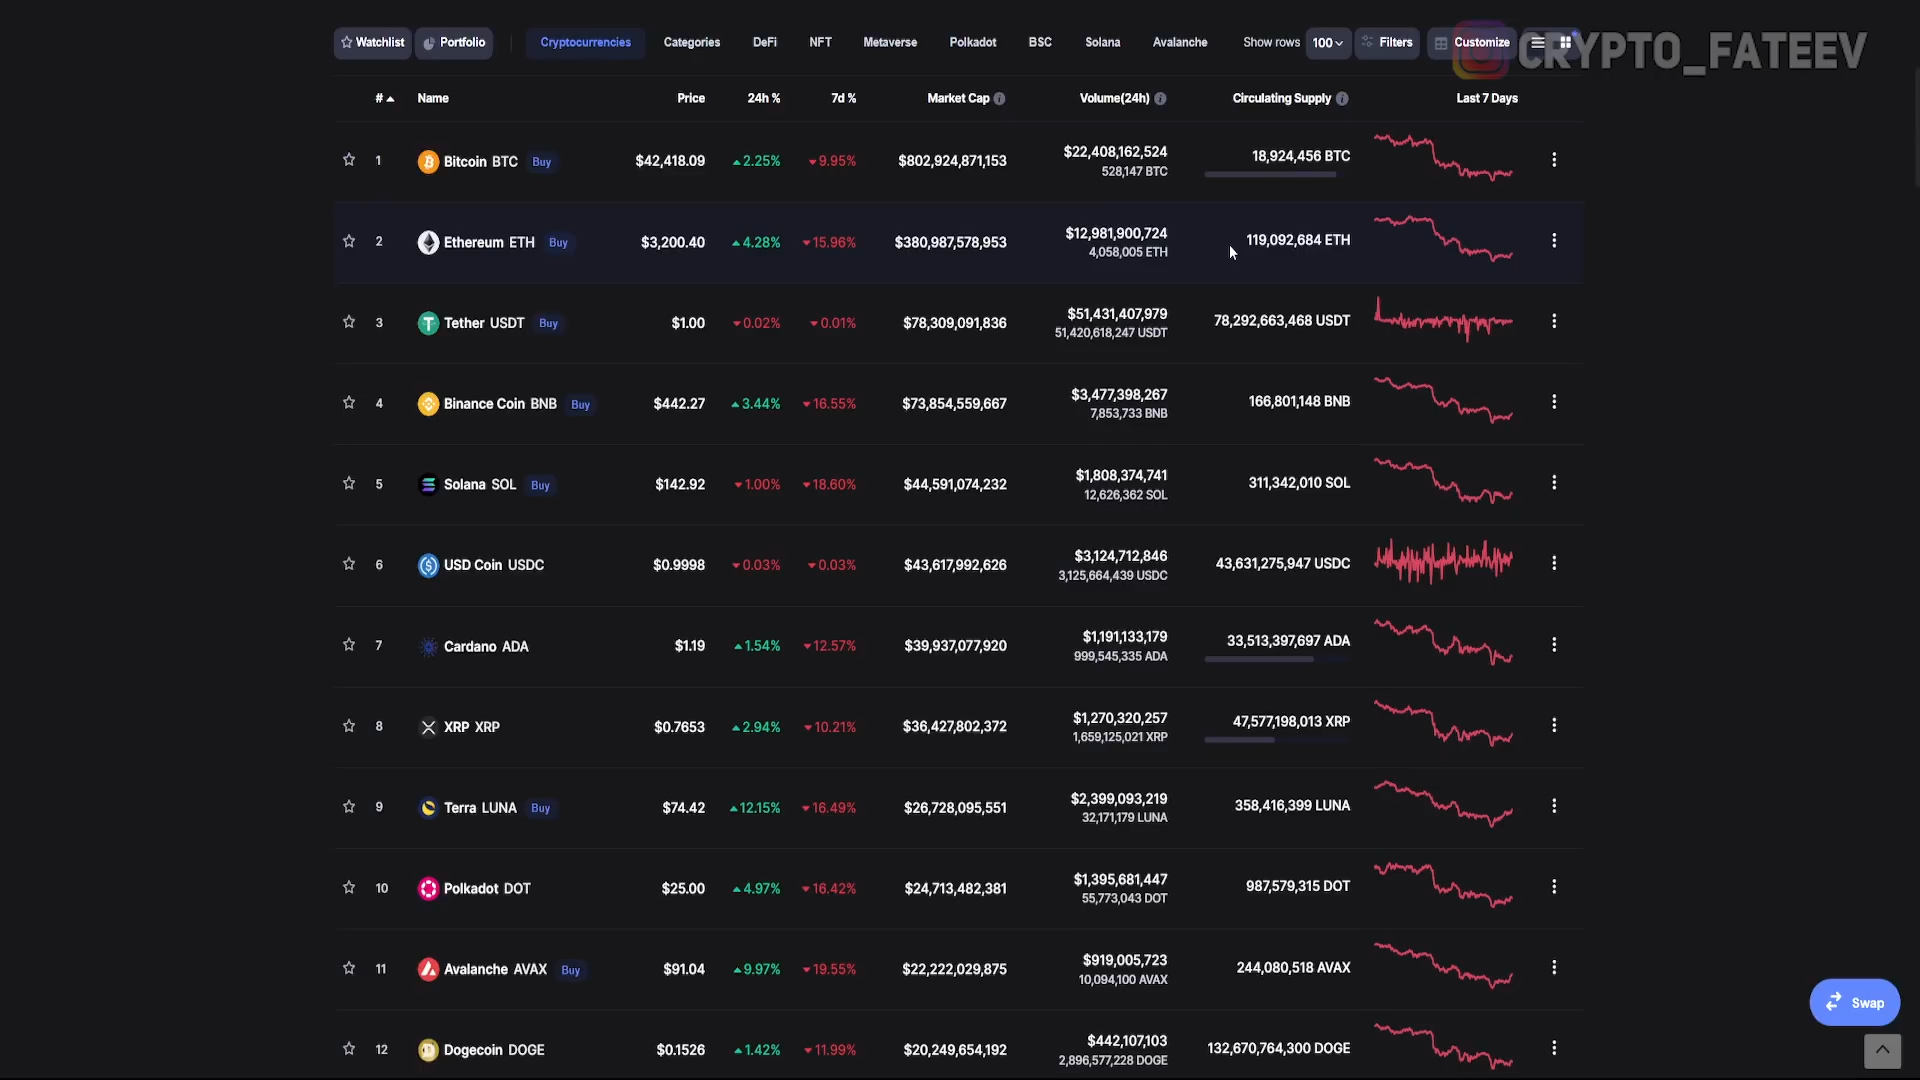 Watchlist Portfolio Cryptocurrencies Categories DeFi NFT Metaverse Polkadot BSC Solana Avalanche Show rows 100 Filters Customize CRYPTO_FATEEV
# Name Price 24h % 7d % Market Cap Volume(24h) Circulating Supply Last 7 Days
1 Bitcoin BTC Buy $42,418.09 2.25% 9.95% $802,924,871,153 $22,408,162,524 18,924,456 BTC
528,147 BTC
2 Ethereum ETH Buy $3,200.40 4.28% 15.96% $380,987,578,953 $12,981,900,724 119,092,684 ETH
4,058,005 ETH
3 Tether USDT Buy $1.00 0.02% 0.01% $78,309,091,836 $51,431,407,979 78,292,663,468 USDT
51,420,618,247 USDT
4 Binance Coin BNB Buy $442.27 3.44% 16.55% $73,854,559,667 $3,477,398,267 166,801,148 BNB
7,853,733 BNB
5 Solana SOL Buy $142.92 1.00% 18.60% $44,591,074,232 $1,808,374,741 311,342,010 SOL
12,626,362 SOL
6 USD Coin USDC $0.9998 0.03% 0.03% $43,617,992,626 $3,124,712,846 43,631,275,947 USDC
3,125,664,439 USDC
7 Cardano ADA $1.19 1.54% 12.57% $39,937,077,920 $1,191,133,179 33,513,397,697 ADA
999,545,335 ADA
8 XRP XRP $0.7653 2.94% 10.21% $36,427,802,372 $1,270,320,257 47,577,198,013 XRP
1,659,125,021 XRP
9 Terra LUNA Buy $74.42 12.15% 16.49% $26,728,095,551 $2,399,093,219 358,416,399 LUNA
32,171,179 LUNA
10 Polkadot DOT $25.00 4.97% 16.42% $24,713,482,381 $1,395,681,447 987,579,315 DOT
55,773,043 DOT
11 Avalanche AVAX Buy $91.04 9.97% 19.55% $22,222,029,875 $919,005,723 244,080,518 AVAX
10,094,100 AVAX
Swap
12 Dogecoin DOGE $0.1526 1.42% 11.99% $20,249,654,192 $442,107,103 132,670,764,300 DOGE
2,896,577,228 DOGE